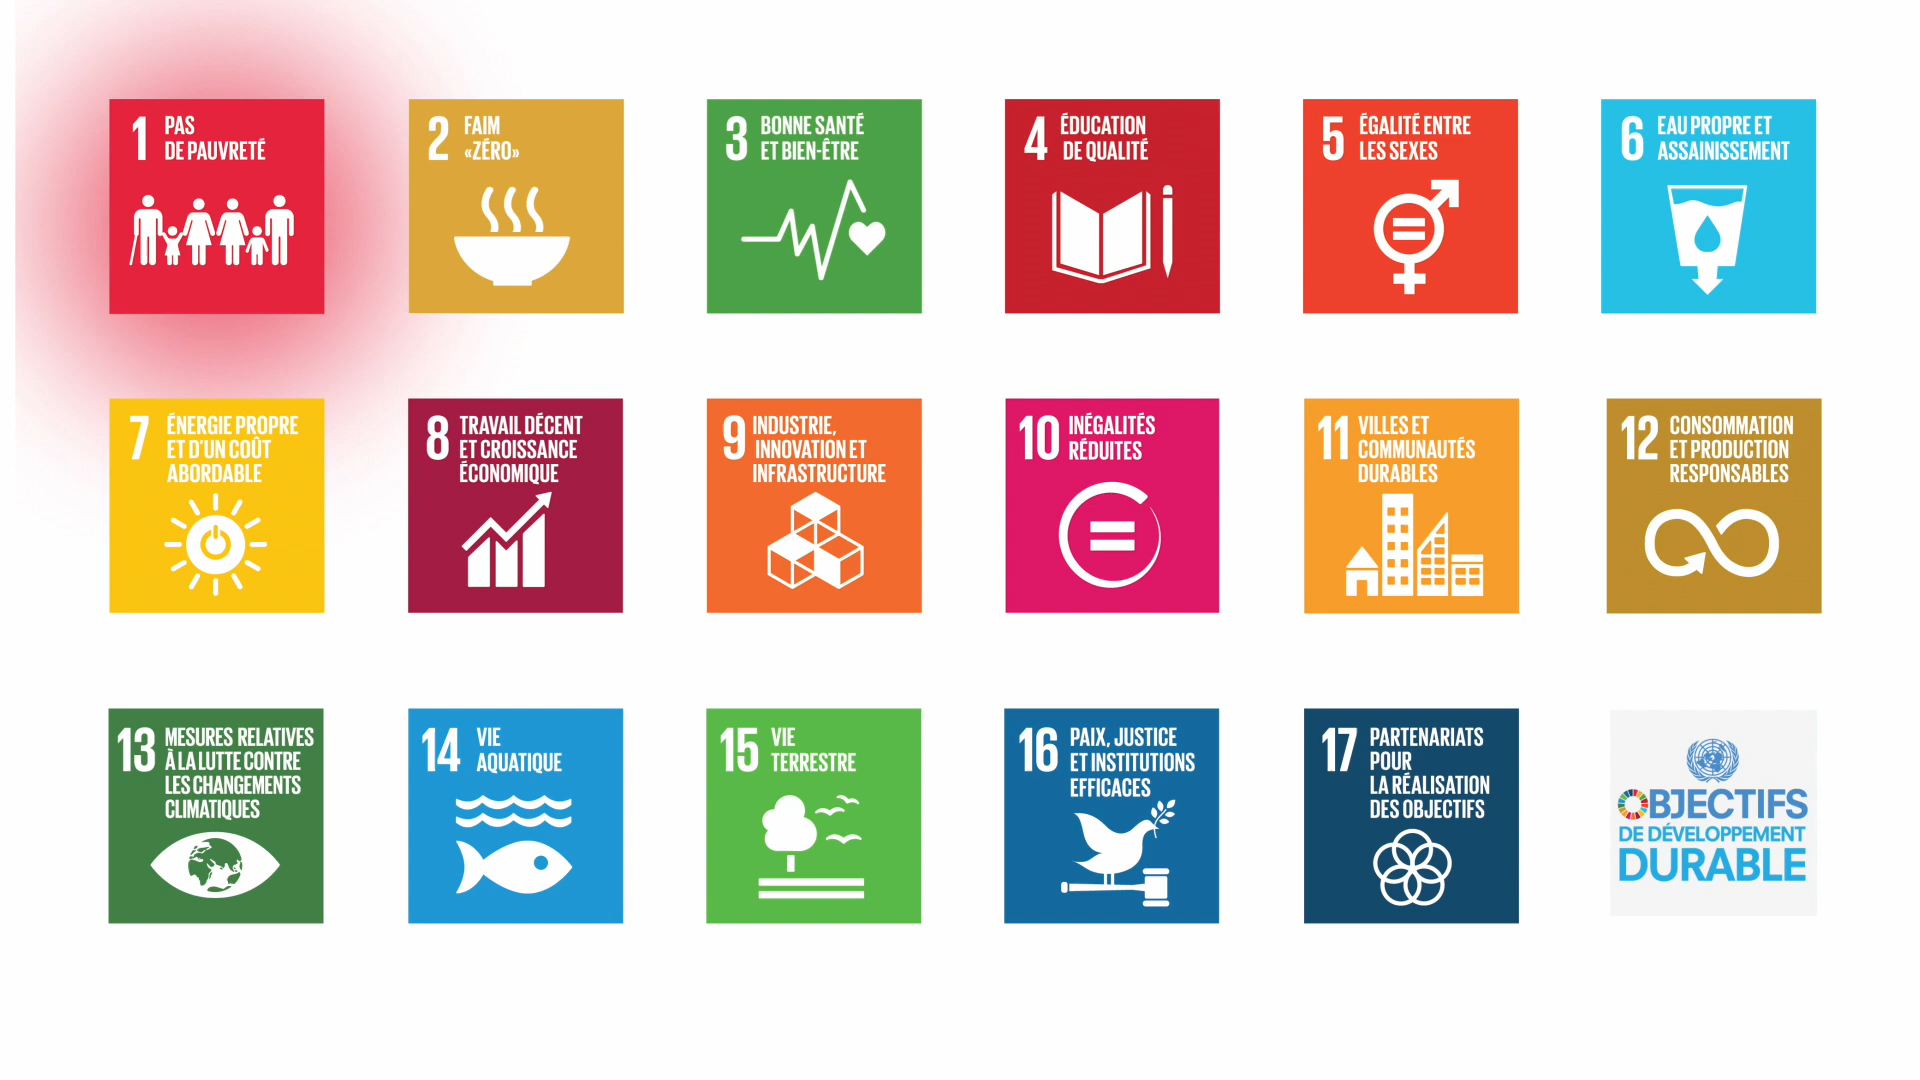 1 PAS
DE PAUVRETÉ
2 FAIM
«ZÉRO»
3 BONNE SANTÉ
ET BIEN-ÊTRE
4 ÉDUCATION
DE QUALITÉ
5 ÉGALITÉ ENTRE
LES SEXES
6 EAU PROPRE ET
ASSAINISSEMENT
7 ÉNERGIE PROPRE
ET D'UN COÛT
ABORDABLE
8 TRAVAIL DÉCENT
ET CROISSANCE
ÉCONOMIQUE
9 INDUSTRIE,
INNOVATION ET
INFRASTRUCTURE
10 INÉGALITÉS
RÉDUITES
11 VILLES ET
COMMUNAUTÉS
DURABLES
12 CONSOMMATION
ET PRODUCTION
RESPONSABLES
13 MESURES RELATIVES
À LA LUTTE CONTRE
LES CHANGEMENTS
CLIMATIQUES
14 VIE
AQUATIQUE
15 VIE
TERRESTRE
16 PAIX, JUSTICE
ET INSTITUTIONS
EFFICACES
17 PARTENARIATS
POUR
LA RÉALISATION
DES OBJECTIFS
OBJECTIFS
DE DÉVELOPPEMENT
DURABLE